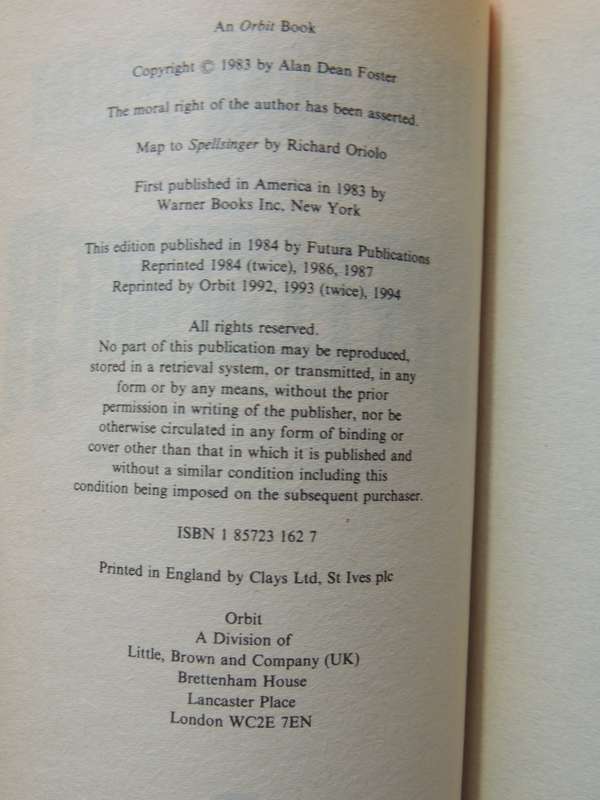 An Orbit Book
Copyright © 1983 by Alan Dean Foster
The moral right of the author has been asserted.
Map to Spellsinger by Richard Oriolo
First published in America in 1983 by
Warner Books Inc, New York
This edition published in 1984 by Futura Publications
Reprinted 1984 (twice), 1986, 1987
Reprinted by Orbit 1992, 1993 (twice), 1994
All rights reserved.
No part of this publication may be reproduced,
stored in a retrieval system, or transmitted, in any
form or by any means, without the prior
permission in writing of the publisher, nor be
otherwise circulated in any form of binding or
cover other than that in which it is published and
without a similar condition including this
condition being imposed on the subsequent purchaser.
ISBN 1 85723 162 7
Printed in England by Clays Ltd, St Ives plc
Orbit
A Division of
Little, Brown and Company (UK)
Brettenham House
Lancaster Place
London WC2E 7EN